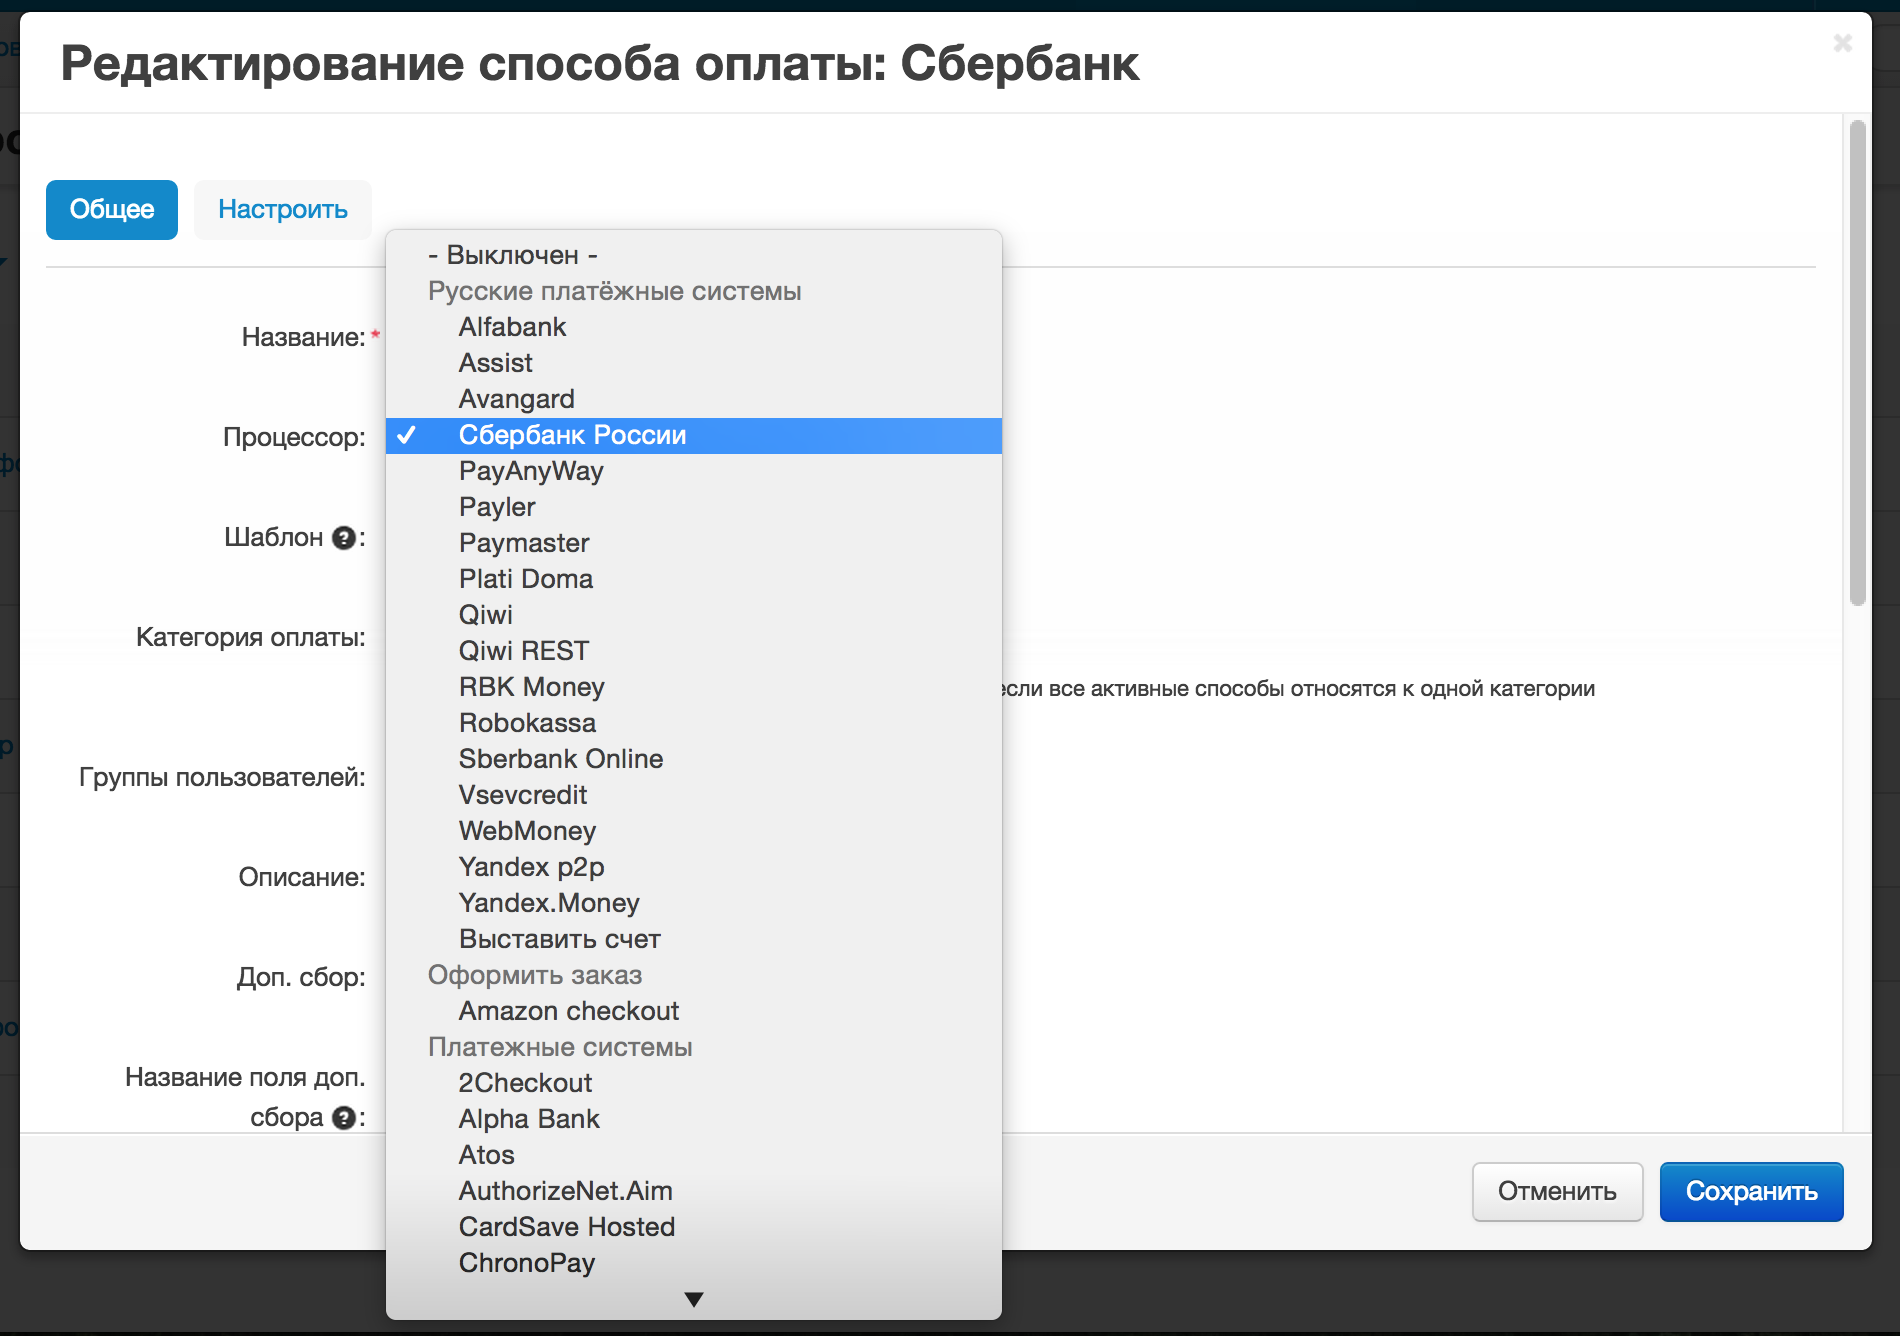 Редактирование способа оплаты: Сбербанк
Общее
Настроить
- Выключен -
Русские платёжные системы
Alfabank
Название:*
Assist
Avangard
Процессор:
✓ Сбербанк России
PayAnyWay
Payler
Шаблон ?:
Paymaster
Plati Doma
Qiwi
Категория оплаты:
Qiwi REST
RBK Money
если все активные способы относятся к одной категории
Robokassa
Sberbank Online
Группы пользователей:
Vsevcredit
WebMoney
Yandex p2p
Описание:
Yandex.Money
Выставить счет
Оформить заказ
Доп. сбор:
Amazon checkout
Платежные системы
Название поля доп.
сбора ?:
2Checkout
Alpha Bank
Atos
AuthorizeNet.Aim
CardSave Hosted
ChronoPay
Отменить
Сохранить